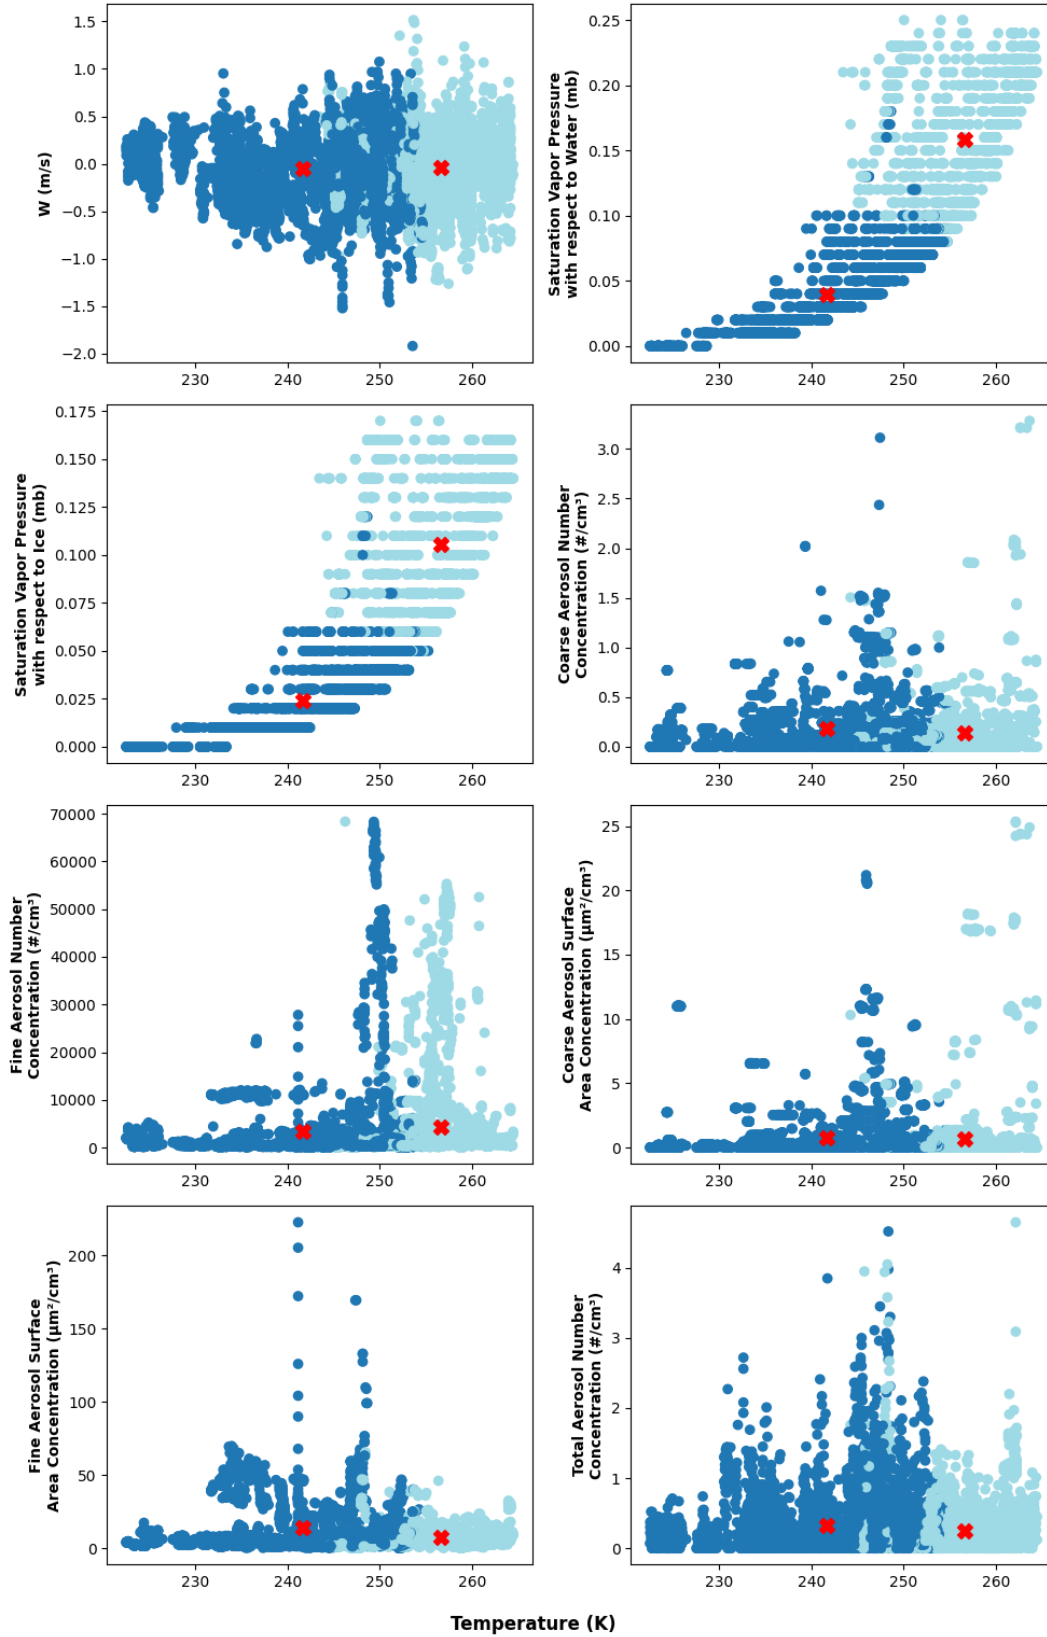 1.5
1.0
0.5
0.0
−0.5
−1.0
−1.5
−2.0
W (m/s)
230 240 250 260
0.25
0.20
0.15
0.10
0.05
0.00
Saturation Vapor Pressure
with respect to Water (mb)
230 240 250 260
0.175
0.150
0.125
0.100
0.075
0.050
0.025
0.000
Saturation Vapor Pressure
with respect to Ice (mb)
230 240 250 260
3.0
2.5
2.0
1.5
1.0
0.5
0.0
Coarse Aerosol Number
Concentration (#/cm³)
230 240 250 260
70000
60000
50000
40000
30000
20000
10000
0
Fine Aerosol Number
Concentration (#/cm³)
230 240 250 260
25
20
15
10
5
0
Coarse Aerosol Surface
Area Concentration (μm²/cm³)
230 240 250 260
200
150
100
50
0
Fine Aerosol Surface
Area Concentration (μm²/cm³)
230 240 250 260
4
3
2
1
0
Total Aerosol Number
Concentration (#/cm³)
230 240 250 260
Temperature (K)